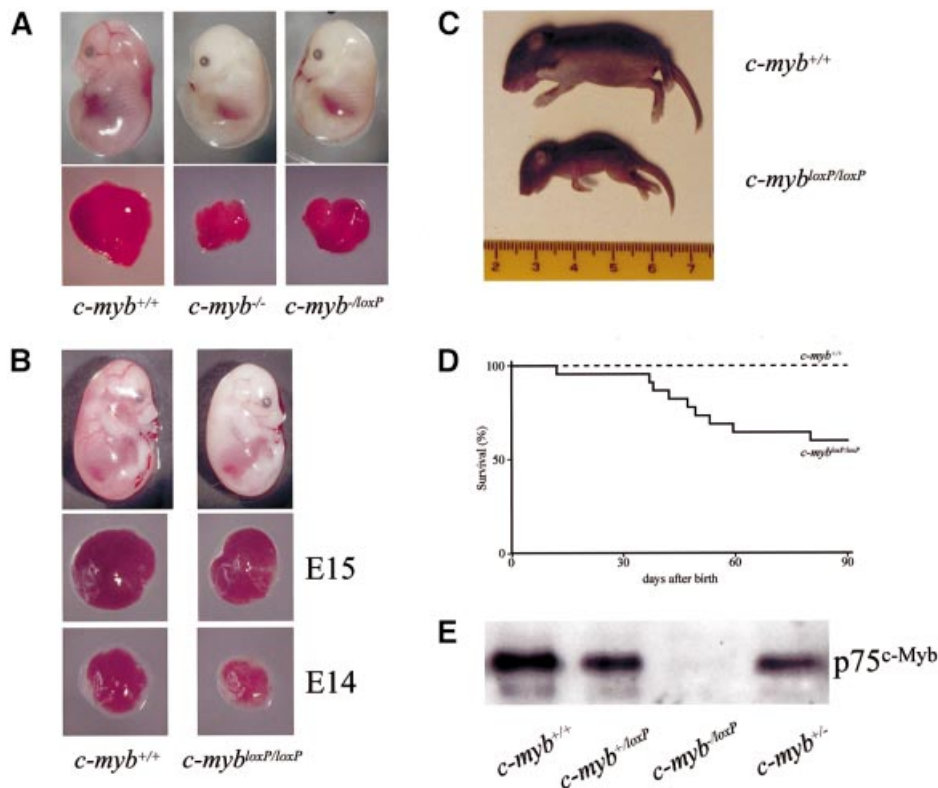 A
c-myb+/+
c-myb-/-
c-myb-/loxP
B
E15
E14
c-myb+/+
c-mybloxP/loxP
C
c-myb+/+
c-mybloxP/loxP
2 3 4 5 6 7
D
Survival (%)
100
50
0
c-myb+/+
c-mybloxP/loxP
0 30 60 90
days after birth
E
p75c-Myb
c-myb+/+
c-myb+/loxP
c-myb-/loxP
c-myb+/-